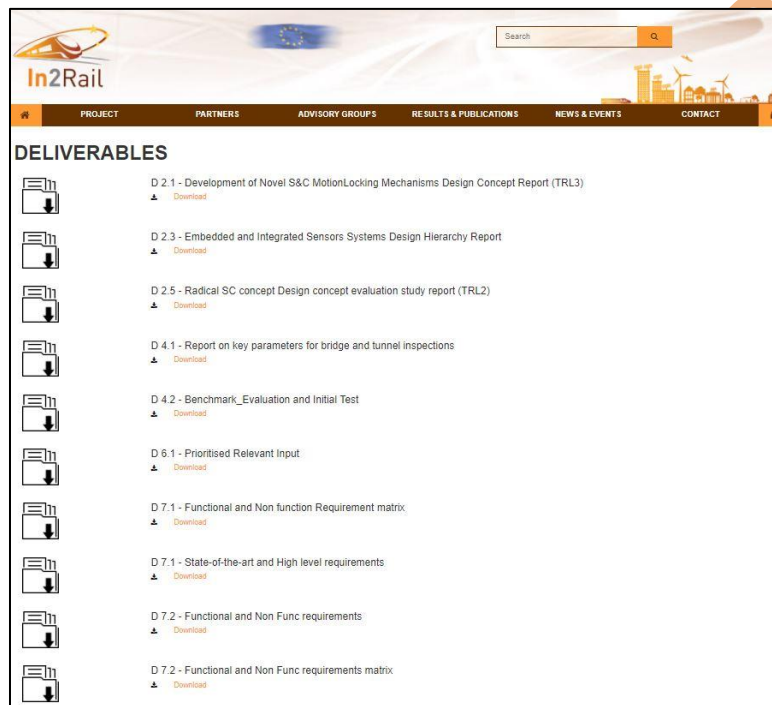 Search
In2Rail
PROJECT PARTNERS ADVISORY GROUPS RESULTS & PUBLICATIONS NEWS & EVENTS CONTACT
DELIVERABLES
D 2.1 - Development of Novel S&C MotionLocking Mechanisms Design Concept Report (TRL3)
Download
D 2.3 - Embedded and Integrated Sensors Systems Design Hierarchy Report
Download
D 2.5 - Radical SC concept Design concept evaluation study report (TRL2)
Download
D 4.1 - Report on key parameters for bridge and tunnel inspections
Download
D 4.2 - Benchmark_Evaluation and Initial Test
Download
D 6.1 - Prioritised Relevant Input
Download
D 7.1 - Functional and Non function Requirement matrix
Download
D 7.1 - State-of-the-art and High level requirements
Download
D 7.2 - Functional and Non Func requirements
Download
D 7.2 - Functional and Non Func requirements matrix
Download